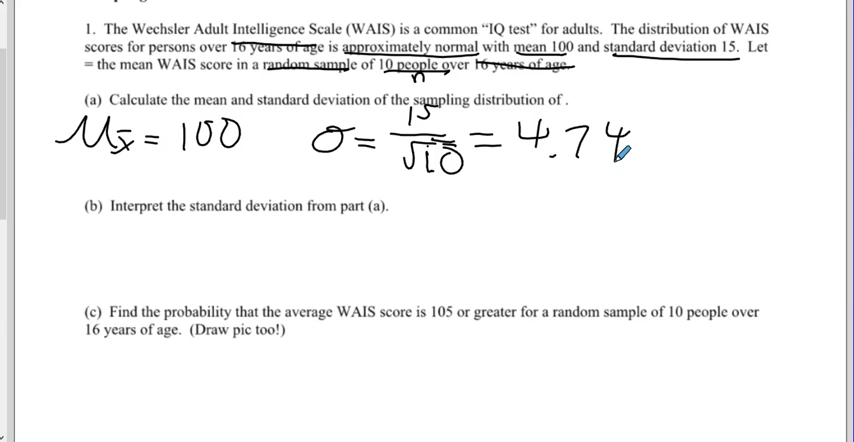 1. The Wechsler Adult Intelligence Scale (WAIS) is a common “IQ test” for adults. The distribution of WAIS
scores for persons over 16 years of age is approximately normal with mean 100 and standard deviation 15. Let
= the mean WAIS score in a random sample of 10 people over 16 years of age.
n
(a) Calculate the mean and standard deviation of the sampling distribution of .
μx̄ = 100 σ = 15/√10 = 4.74
(b) Interpret the standard deviation from part (a).
(c) Find the probability that the average WAIS score is 105 or greater for a random sample of 10 people over
16 years of age. (Draw pic too!)